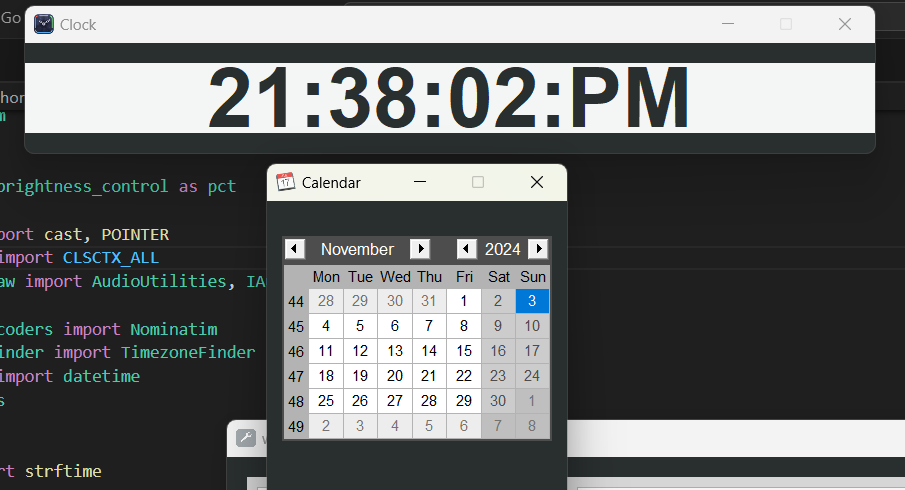 Go
Clock
21:38:02:PM
hor
m
Calendar
brightness_control as pct
port cast, POINTER
November 2024
import CLSCTX_ALL
Mon Tue Wed Thu Fri Sat Sun
aw import AudioUtilities, IA
44 28 29 30 31 1 2 3
45 4 5 6 7 8 9 10
coders import Nominatim
46 11 12 13 14 15 16 17
inder import TimezoneFinder
47 18 19 20 21 22 23 24
import datetime
48 25 26 27 28 29 30 1
s
49 2 3 4 5 6 7 8
rt strftime